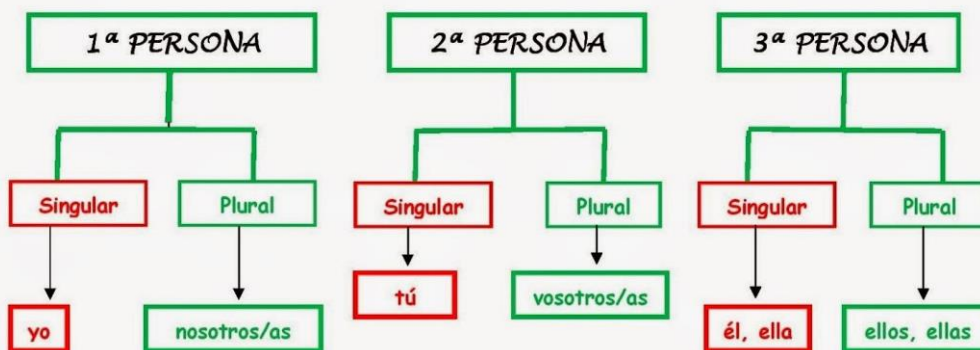 1ª PERSONA
2ª PERSONA
3ª PERSONA
Singular
Plural
Singular
Plural
Singular
Plural
yo
nosotros/as
tú
vosotros/as
él, ella
ellos, ellas